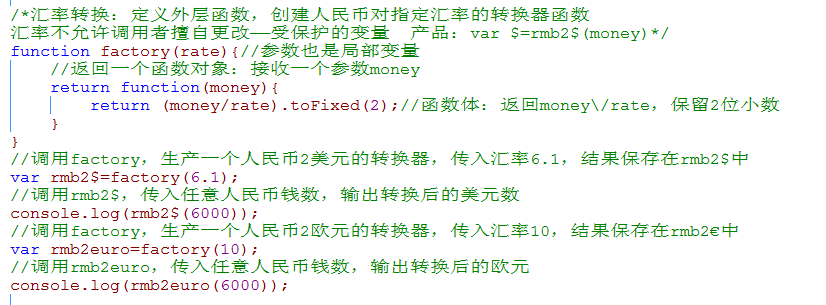 /*汇率转换：定义外层函数，创建人民币对指定汇率的转换器函数
汇率不允许调用者擅自更改—受保护的变量  产品：var $=rmb2$(money)*/
function factory(rate){//参数也是局部变量
    //返回一个函数对象：接收一个参数money
    return function(money){
        return (money/rate).toFixed(2);//函数体：返回money\/rate，保留2位小数
    }
}
//调用factory，生产一个人民币2美元的转换器，传入汇率6.1，结果保存在rmb2$中
var rmb2$=factory(6.1);
//调用rmb2$，传入任意人民币钱数，输出转换后的美元数
console.log(rmb2$(6000));
//调用factory，生产一个人民币2欧元的转换器，传入汇率10，结果保存在rmb2€中
var rmb2euro=factory(10);
//调用rmb2euro，传入任意人民币钱数，输出转换后的欧元
console.log(rmb2euro(6000));